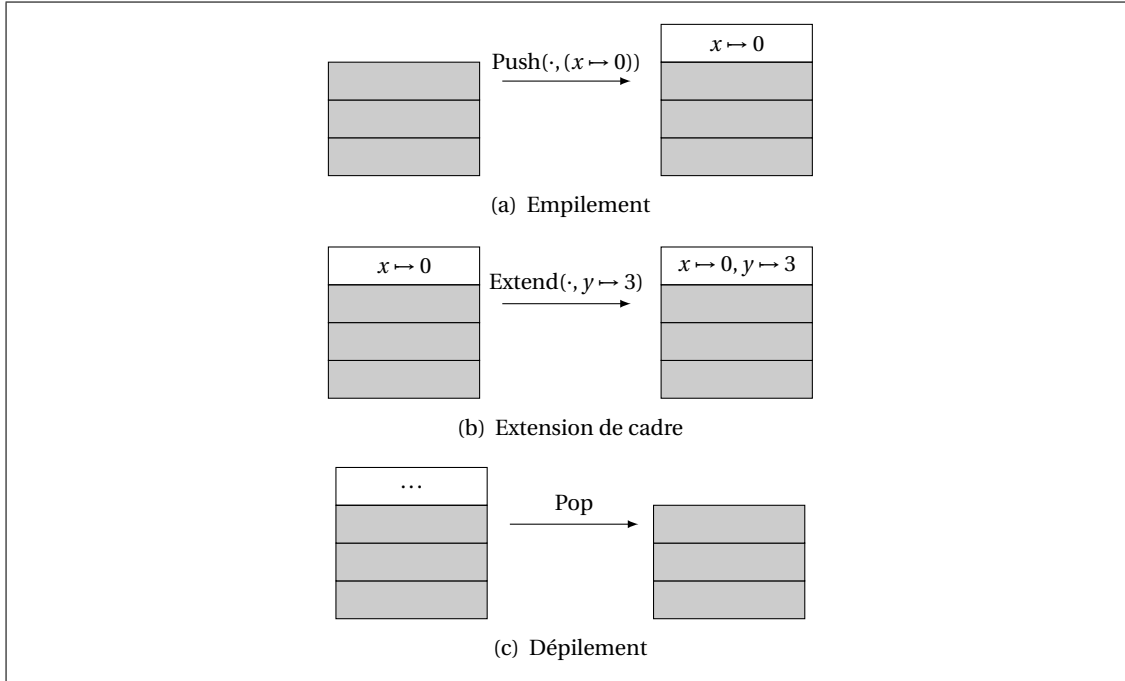 x ↦ 0
Push(·, (x ↦ 0))
(a) Empilement
x ↦ 0
Extend(·, y ↦ 3)
x ↦ 0, y ↦ 3
(b) Extension de cadre
...
Pop
(c) Dépilement